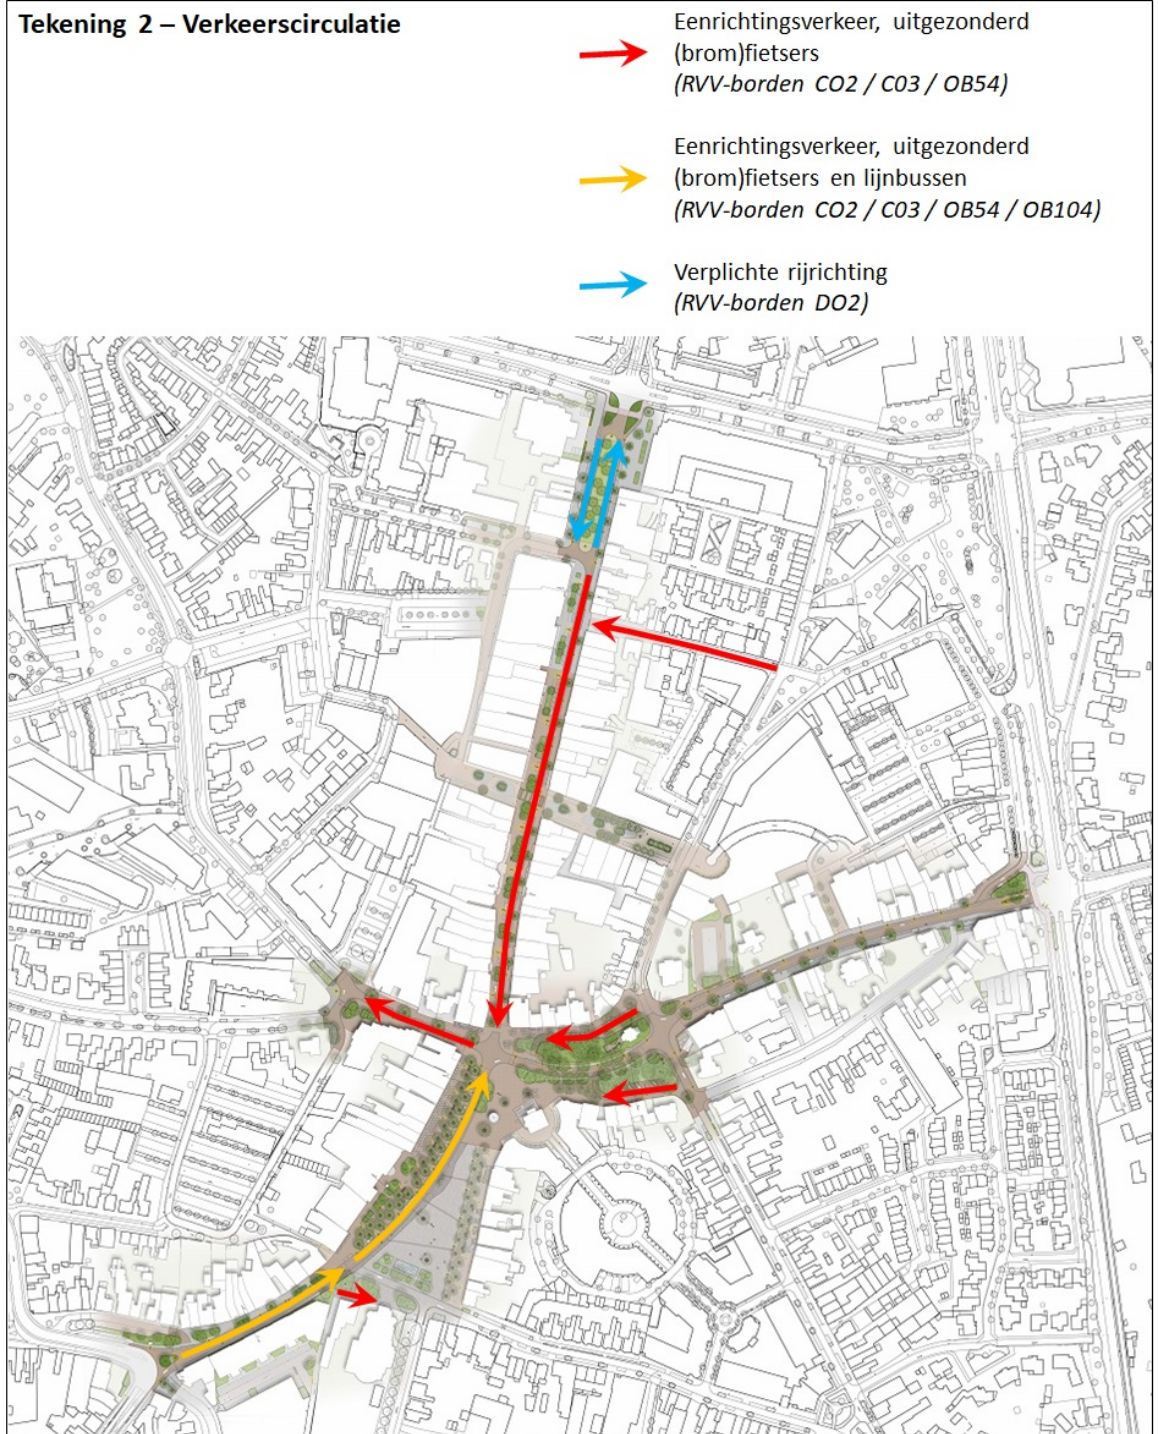 Tekening 2 – Verkeerscirculatie
Eenrichtingsverkeer, uitgezonderd
(brom)fietsers
(RVV-borden CO2 / C03 / OB54)
Eenrichtingsverkeer, uitgezonderd
(brom)fietsers en lijnbussen
(RVV-borden CO2 / C03 / OB54 / OB104)
Verplichte rijrichting
(RVV-borden DO2)